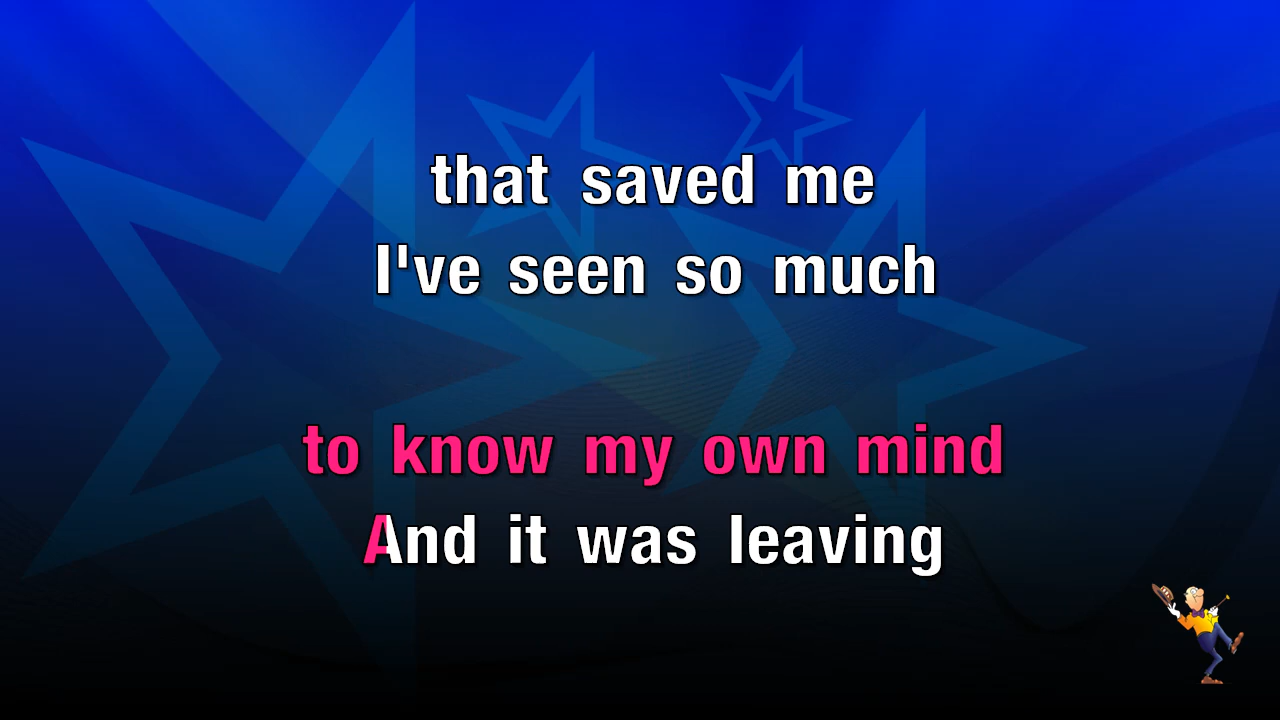 that saved me
I've seen so much
to know my own mind
And it was leaving